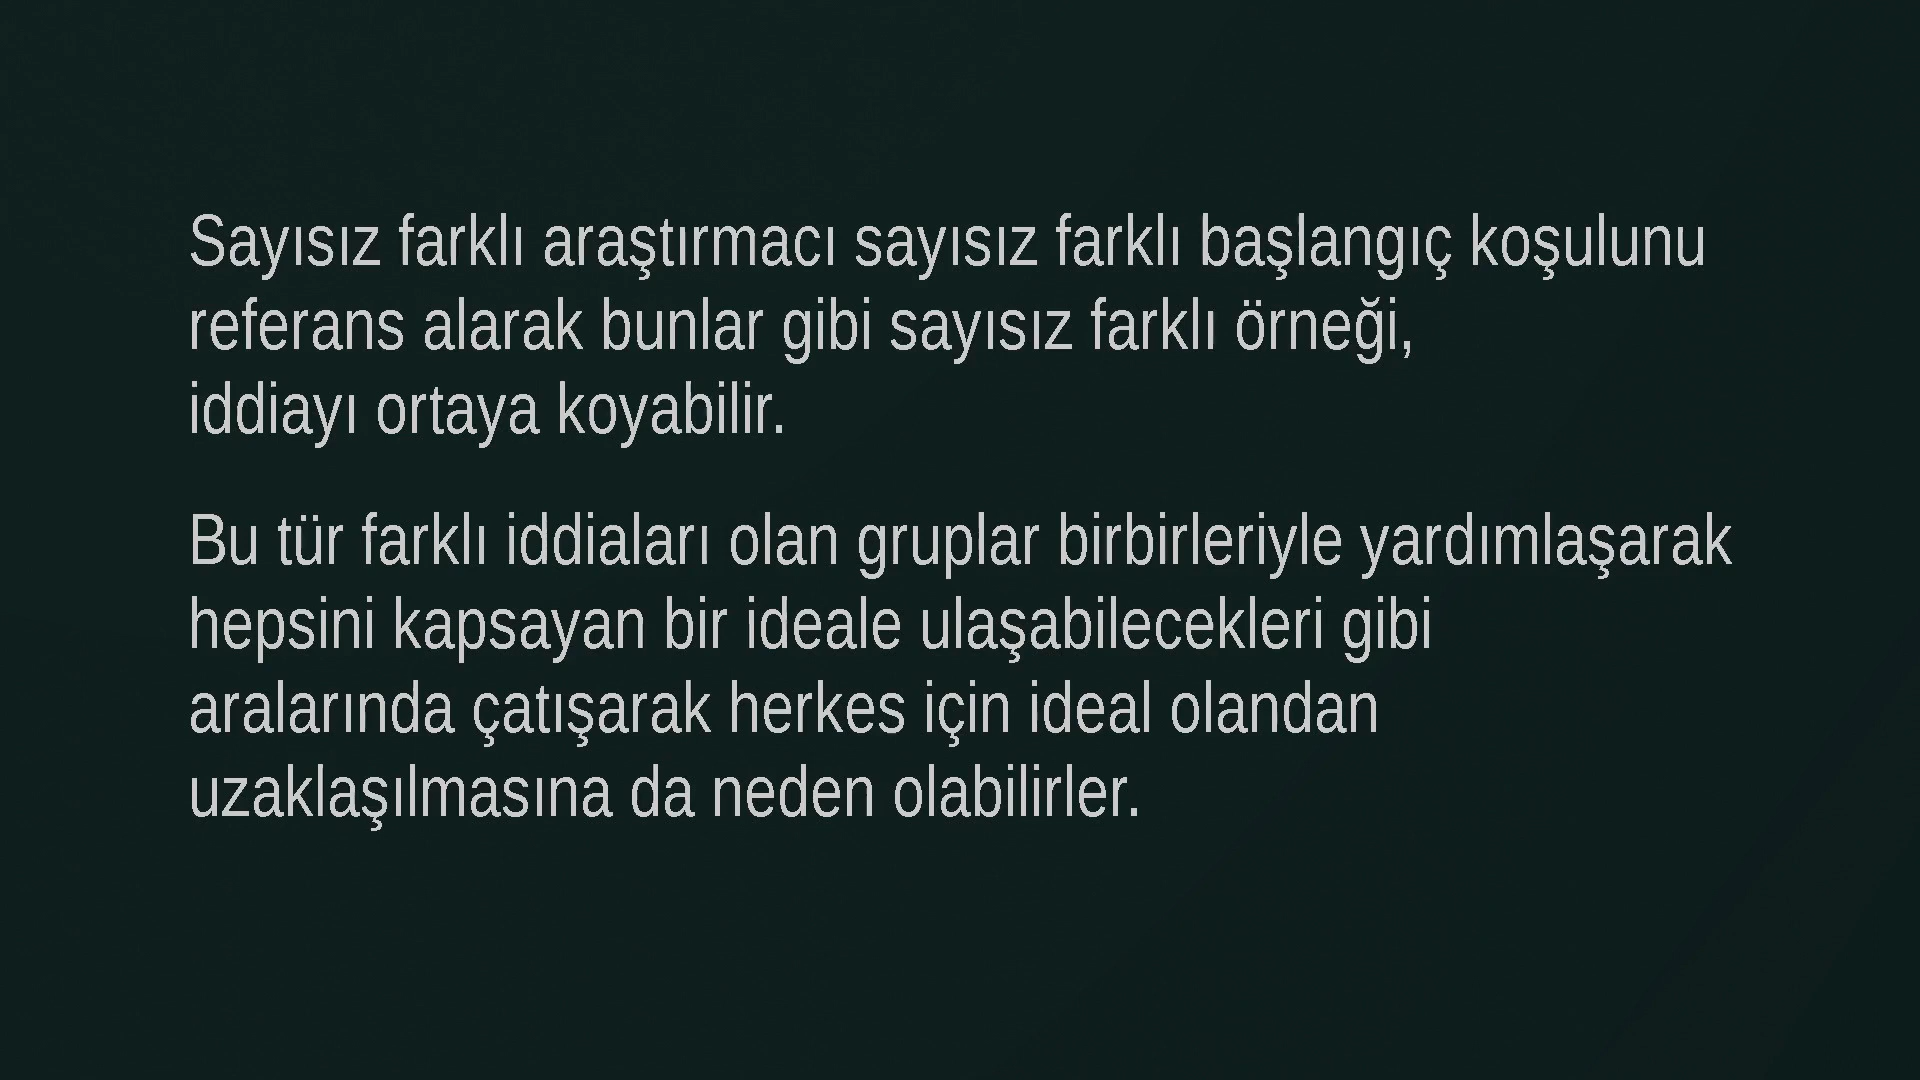 Sayısız farklı araştırmacı sayısız farklı başlangıç koşulunu
referans alarak bunlar gibi sayısız farklı örneği,
iddiayı ortaya koyabilir.
Bu tür farklı iddiaları olan gruplar birbirleriyle yardımlaşarak
hepsini kapsayan bir ideale ulaşabilecekleri gibi
aralarında çatışarak herkes için ideal olandan
uzaklaşılmasına da neden olabilirler.